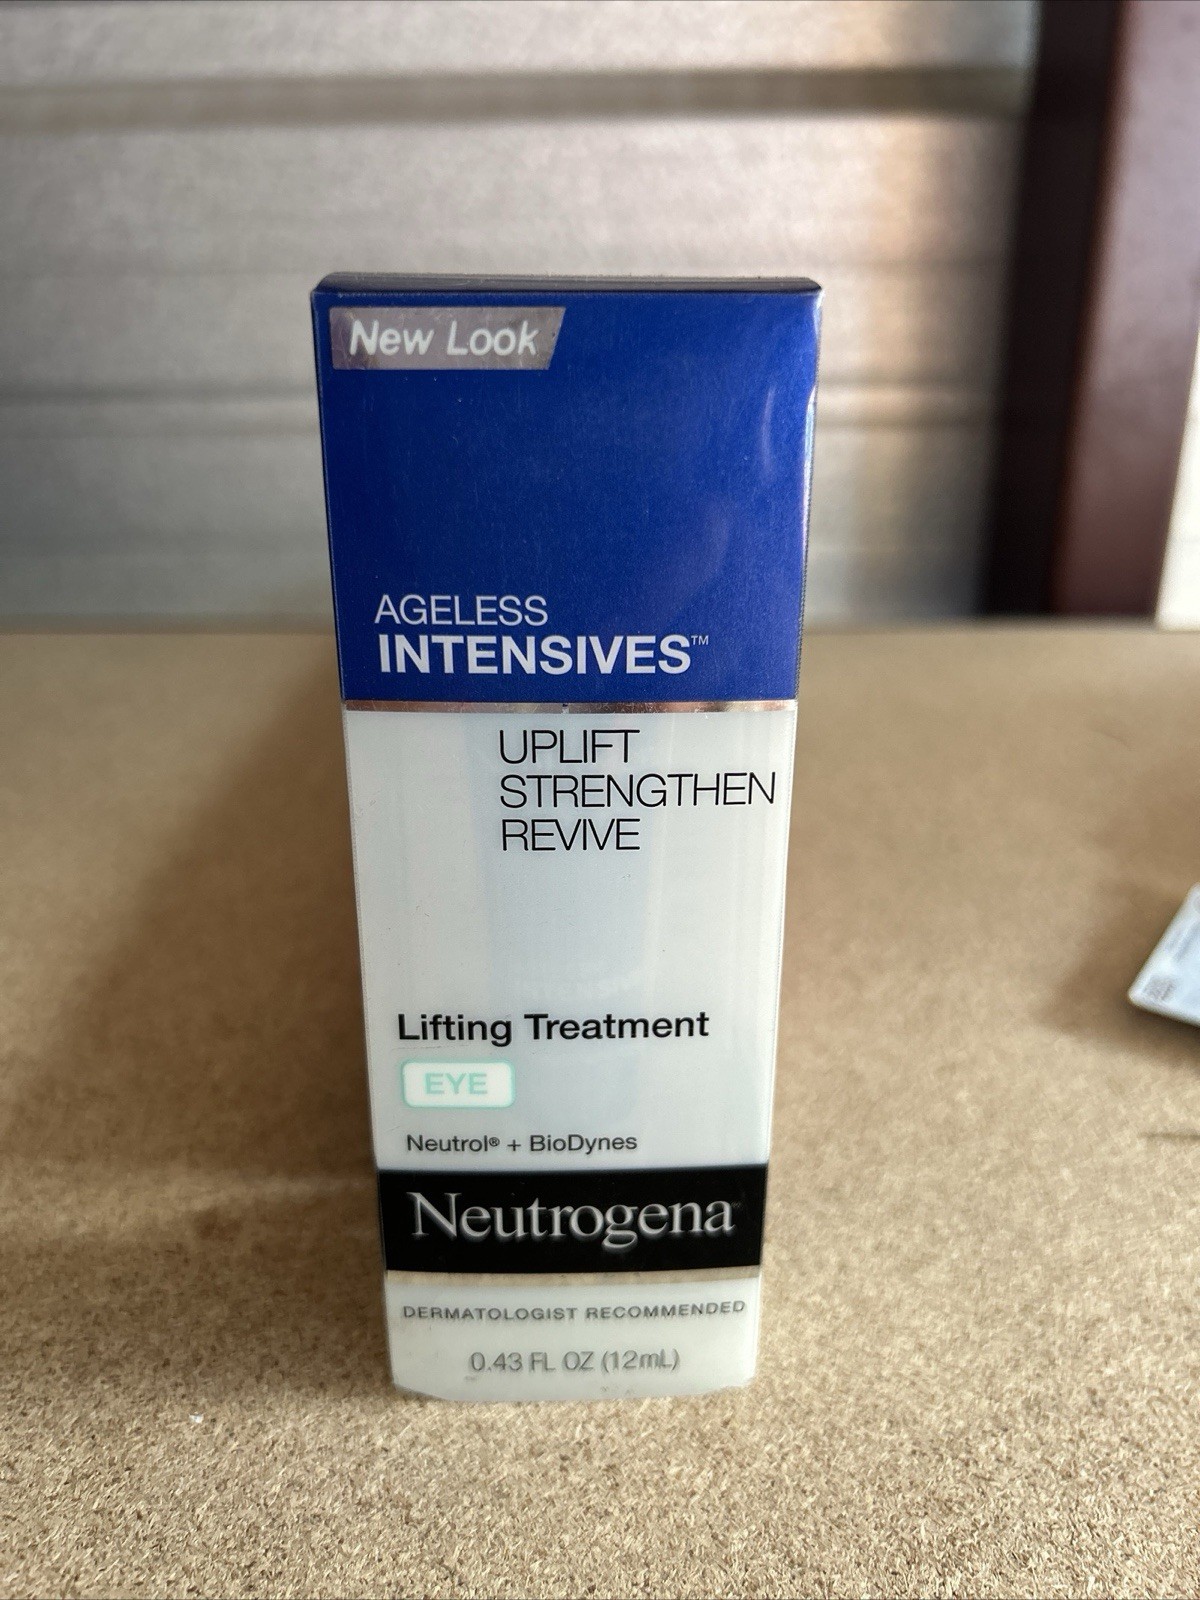 New Look
AGELESS
INTENSIVES™
UPLIFT
STRENGTHEN
REVIVE
Lifting Treatment
EYE
Neutrol® + BioDynes
Neutrogena
DERMATOLOGIST RECOMMENDED
0.43 FL OZ (12mL)